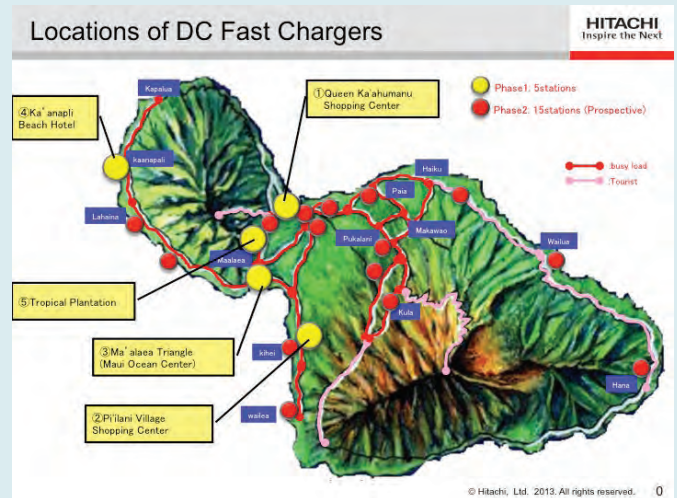 Locations of DC Fast Chargers
HITACHI
Inspire the Next
Kapalua
①Queen Ka'ahumanu
Shopping Center
Phase1: 5stations
Phase2: 15stations (Prospective)
④Ka'anapli
Beach Hotel
kaanapali
Haiku
:busy load
:Tourist
Paia
Lahaina
Pukalani
Makawao
Wailua
Maalaea
⑤Tropical Plantation
Kula
③Ma'alaea Triangle
(Maui Ocean Center)
kihei
Hana
②Pi'ilani Village
Shopping Center
wailea
© Hitachi, Ltd. 2013. All rights reserved. 0